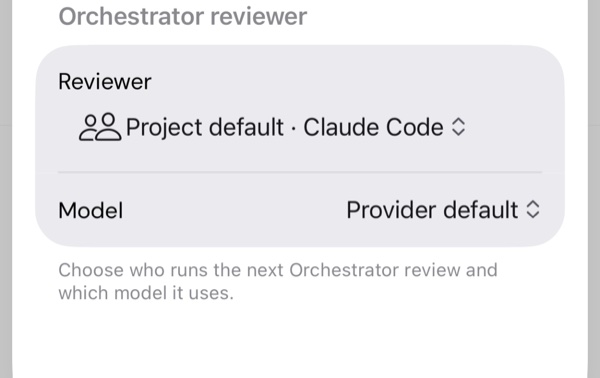 Orchestrator reviewer
Reviewer
Project default · Claude Code
Model Provider default
Choose who runs the next Orchestrator review and
which model it uses.